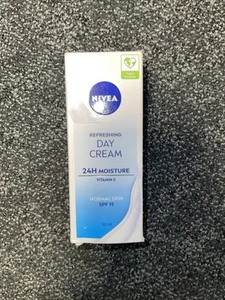 NIVEA
REFRESHING
DAY
CREAM
24H MOISTURE
VITAMIN E
NORMAL SKIN
SPF 15